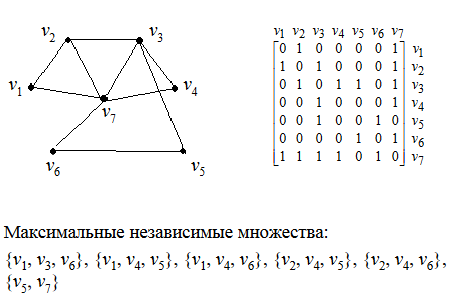 v₂ v₃
v₁ v₄
v₇
v₆ v₅
v₁ v₂ v₃ v₄ v₅ v₆ v₇
0 1 0 0 0 0 1 v₁
1 0 1 0 0 0 1 v₂
0 1 0 1 1 0 1 v₃
0 0 1 0 0 0 1 v₄
0 0 1 0 0 1 0 v₅
0 0 0 0 1 0 1 v₆
1 1 1 1 0 1 0 v₇
Максимальные независимые множества:
{v₁, v₃, v₆}, {v₁, v₄, v₅}, {v₁, v₄, v₆}, {v₂, v₄, v₅}, {v₂, v₄, v₆},
{v₅, v₇}